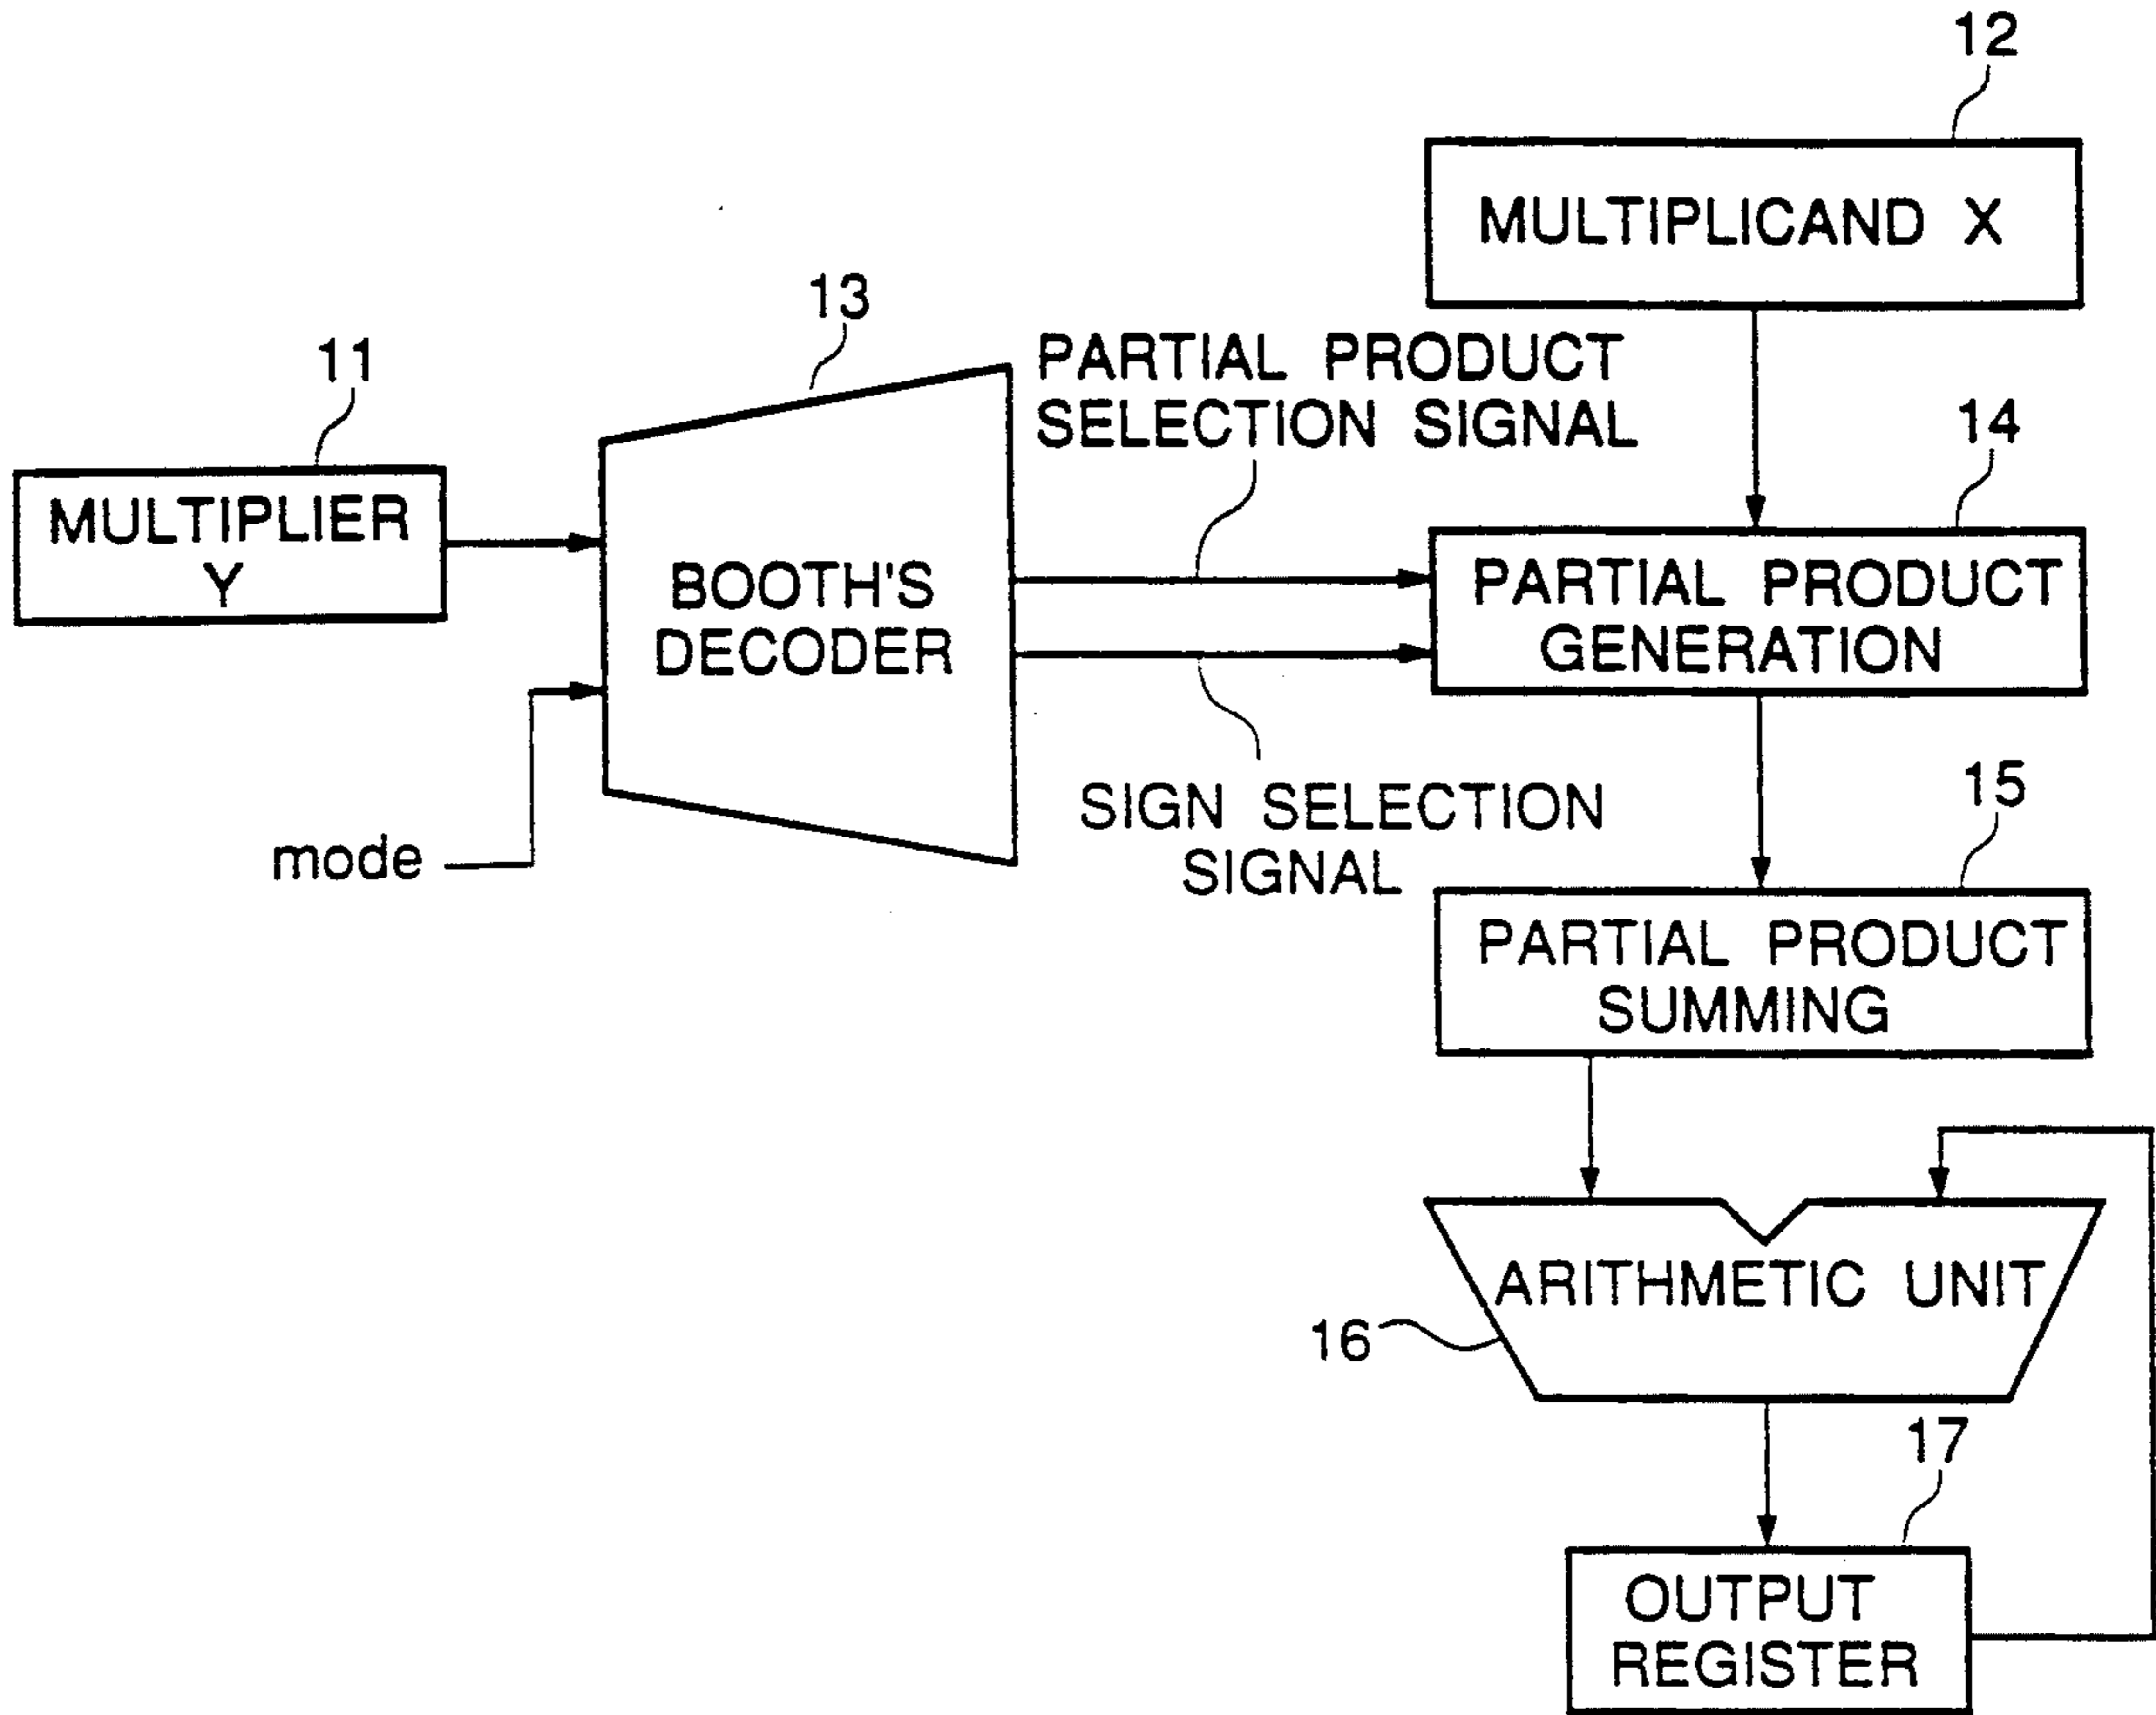 12
MULTIPLICAND X
13
PARTIAL PRODUCT
SELECTION SIGNAL
11
MULTIPLIER
Y
BOOTH'S
DECODER
14
PARTIAL PRODUCT
GENERATION
mode
SIGN SELECTION
SIGNAL
15
PARTIAL PRODUCT
SUMMING
ARITHMETIC UNIT
16
17
OUTPUT
REGISTER